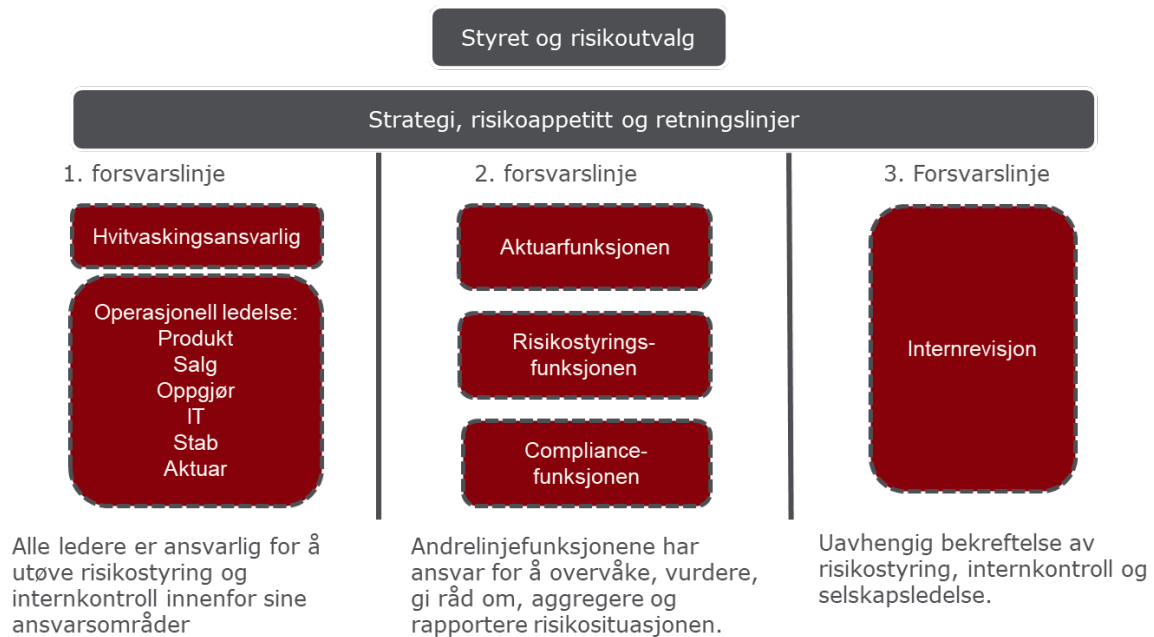 Styret og risikoutvalg
Strategi, risikoappetitt og retningslinjer
1. forsvarslinje
Hvitvaskingsansvarlig
Operasjonell ledelse:
Produkt
Salg
Oppgjør
IT
Stab
Aktuar
Alle ledere er ansvarlig for å
utøve risikostyring og
internkontroll innenfor sine
ansvarsområder
2. forsvarslinje
Aktuarfunksjonen
Risikostyrings-
funksjonen
Compliance-
funksjonen
Andrelinjefunksjonene har
ansvar for å overvåke, vurdere,
gi råd om, aggregere og
rapportere risikosituasjonen.
3. Forsvarslinje
Internrevisjon
Uavhengig bekreftelse av
risikostyring, internkontroll og
selskapsledelse.